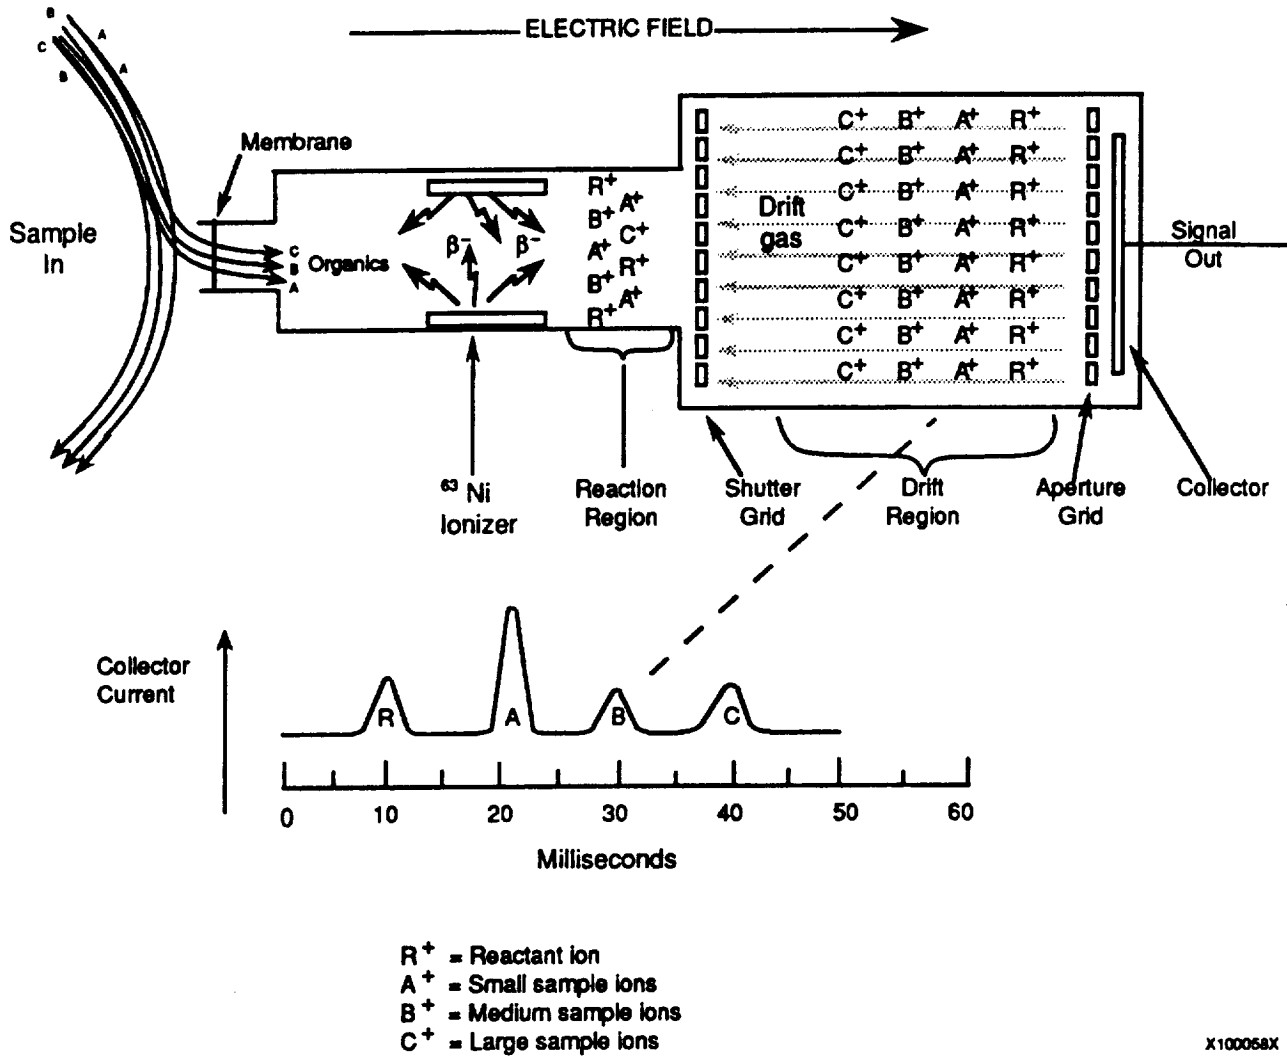 ELECTRIC FIELD
B
A
C
B
A
Membrane
Sample
In
C
B
A
Organics
β⁻
β⁻
R⁺
A⁺
B⁺
C⁺
A⁺
R⁺
B⁺
A⁺
R⁺
C⁺ B⁺ A⁺ R⁺
C⁺ B⁺ A⁺ R⁺
C⁺ B⁺ A⁺ R⁺
C⁺ B⁺ A⁺ R⁺
C⁺ B⁺ A⁺ R⁺
C⁺ B⁺ A⁺ R⁺
C⁺ B⁺ A⁺ R⁺
C⁺ B⁺ A⁺ R⁺
Drift
gas
Signal
Out
⁶³ Ni
Ionizer
Reaction
Region
Shutter
Grid
Drift
Region
Aperture
Grid
Collector
Collector
Current
R A B C
0 10 20 30 40 50 60
Milliseconds
R⁺ = Reactant ion
A⁺ = Small sample ions
B⁺ = Medium sample ions
C⁺ = Large sample ions
X100058X